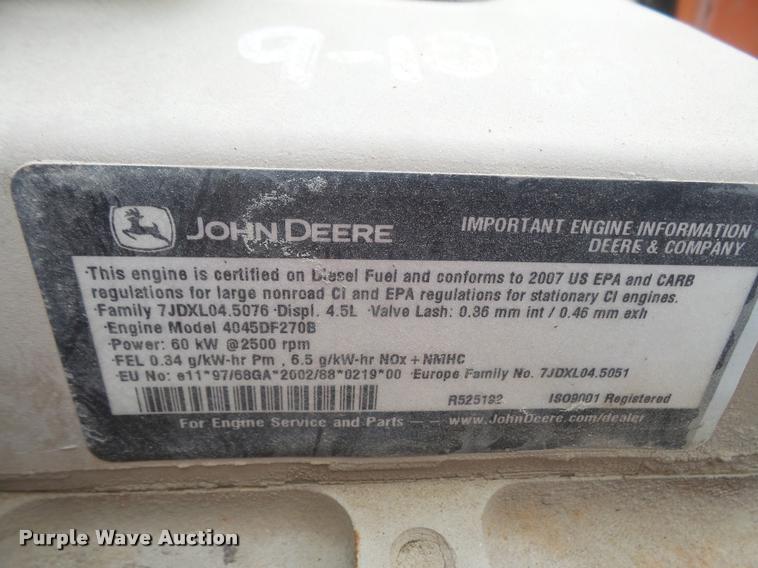 9-10
JOHN DEERE
IMPORTANT ENGINE INFORMATION
DEERE & COMPANY
·This engine is certified on Diesel Fuel and conforms to 2007 US EPA and CARB
regulations for large nonroad CI and EPA regulations for stationary CI engines.
·Family 7JDXL04.5076 ·Displ. 4.5L ·Valve Lash: 0.36 mm int / 0.46 mm exh
·Engine Model 4045DF270B
·Power: 60 kW @2500 rpm
·FEL 0.34 g/kW-hr Pm , 6.5 g/kW-hr NOx + NMHC
·EU No: e11*97/68GA*2002/88*0219*00 ·Europe Family No. 7JDXL04.5051
R525192 ISO9001 Registered
For Engine Service and Parts — — www.JohnDeere.com/dealer
Purple Wave Auction